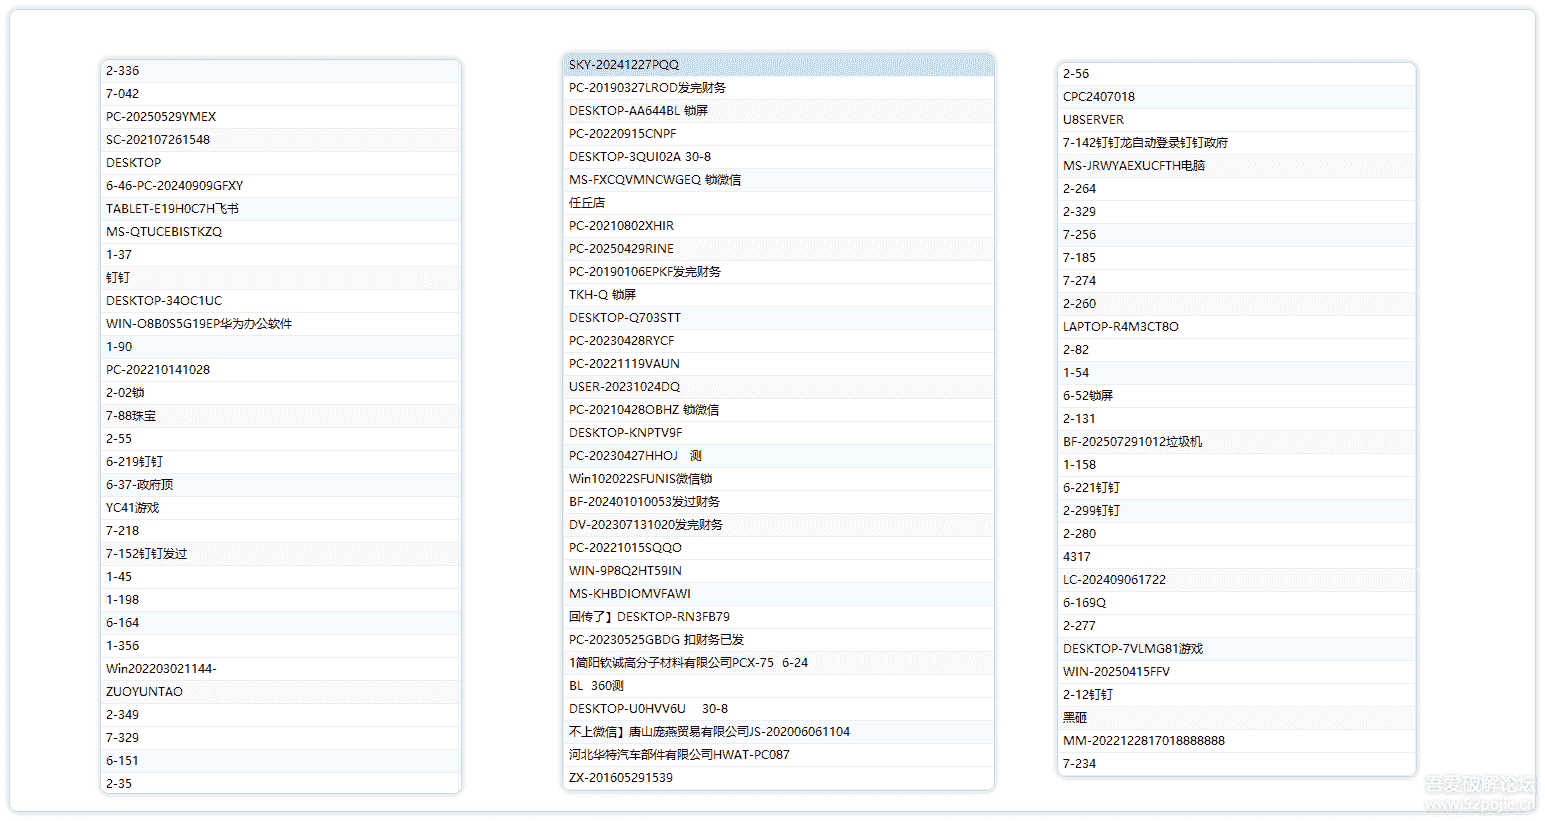 2-336
7-042
PC-20250529YMEX
SC-202107261548
DESKTOP
6-46-PC-20240909GFXY
TABLET-E19H0C7H飞书
MS-QTUCEBISTKZQ
1-37
钉钉
DESKTOP-34OC1UC
WIN-O8B0S5G19EP华为办公软件
1-90
PC-202210141028
2-02锁
7-88珠宝
2-55
6-219钉钉
6-37-政府顶
YC41游戏
7-218
7-152钉钉发过
1-45
1-198
6-164
1-356
Win202203021144-
ZUOYUNTAO
2-349
7-329
6-151
2-35
SKY-20241227PQQ
PC-20190327LROD发完财务
DESKTOP-AA644BL 锁屏
PC-20220915CNPF
DESKTOP-3QUI02A 30-8
MS-FXCQVMNCWGEQ 锁微信
任丘店
PC-20210802XHIR
PC-20250429RINE
PC-20190106EPKF发完财务
TKH-Q 锁屏
DESKTOP-Q703STT
PC-20230428RYCF
PC-20221119VAUN
USER-20231024DQ
PC-20210428OBHZ 锁微信
DESKTOP-KNPTV9F
PC-20230427HHOJ 测
Win102022SFUNIS微信锁
BF-202401010053发过财务
DV-202307131020发完财务
PC-20221015SQQO
WIN-9P8Q2HT59IN
MS-KHBDIOMVFAWI
回传了】DESKTOP-RN3FB79
PC-20230525GBDG 扣财务已发
1简阳钦诚高分子材料有限公司PCX-75 6-24
BL 360测
DESKTOP-U0HVV6U 30-8
不上微信】唐山庞燕贸易有限公司JS-202006061104
河北华特汽车部件有限公司HWAT-PC087
ZX-201605291539
2-56
CPC2407018
U8SERVER
7-142钉钉龙自动登录钉钉政府
MS-JRWYAEXUCFTH电脑
2-264
2-329
7-256
7-185
7-274
2-260
LAPTOP-R4M3CT8O
2-82
1-54
6-52锁屏
2-131
BF-202507291012垃圾机
1-158
6-221钉钉
2-299钉钉
2-280
4317
LC-202409061722
6-169Q
2-277
DESKTOP-7VLMG81游戏
WIN-20250415FFV
2-12钉钉
黑砸
MM-2022122817018888888
7-234
吾爱破解论坛
www.52pojie.cn